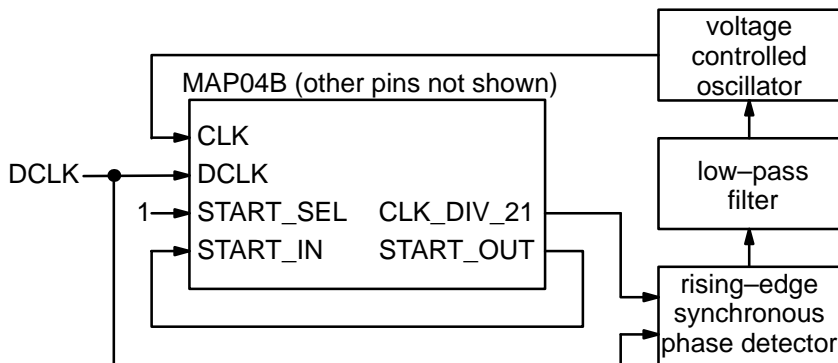 voltage
controlled
oscillator
MAP04B (other pins not shown)
CLK
DCLK
DCLK
low–pass
filter
1
START_SEL
CLK_DIV_21
START_IN
START_OUT
rising–edge
synchronous
phase detector